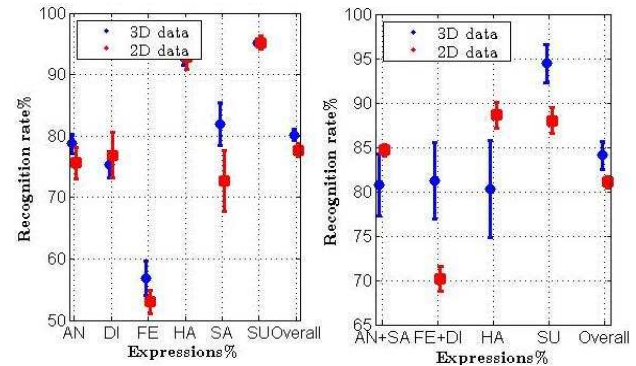 100
90
80
70
60
50
Recognition rate%
3D data
2D data
AN DI FE HA SA SU Overall
Expressions%
100
95
90
85
80
75
70
65
Recognition rate%
3D data
2D data
AN+SA FE+DI HA SU Overall
Expressions%